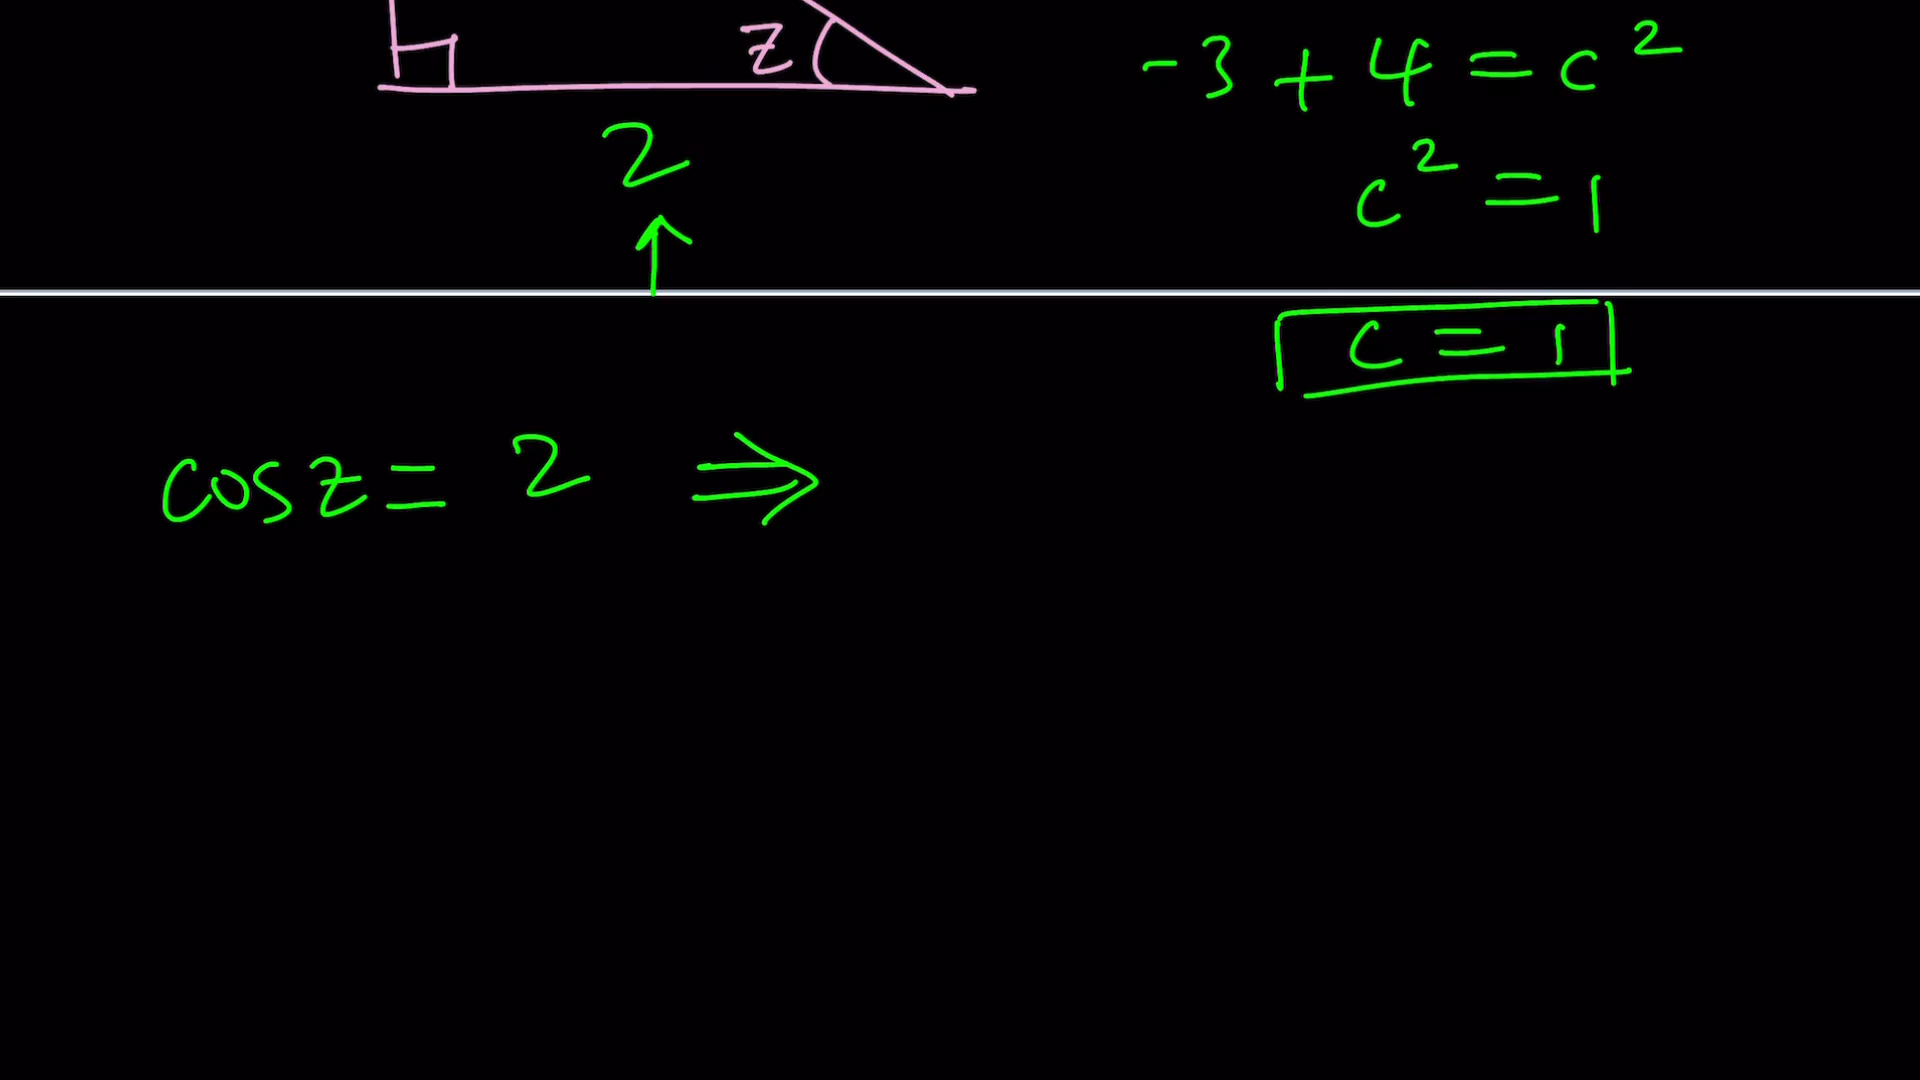 z
-3 + 4 = c²
2
c² = 1
c = 1
cos z = 2 ⇒